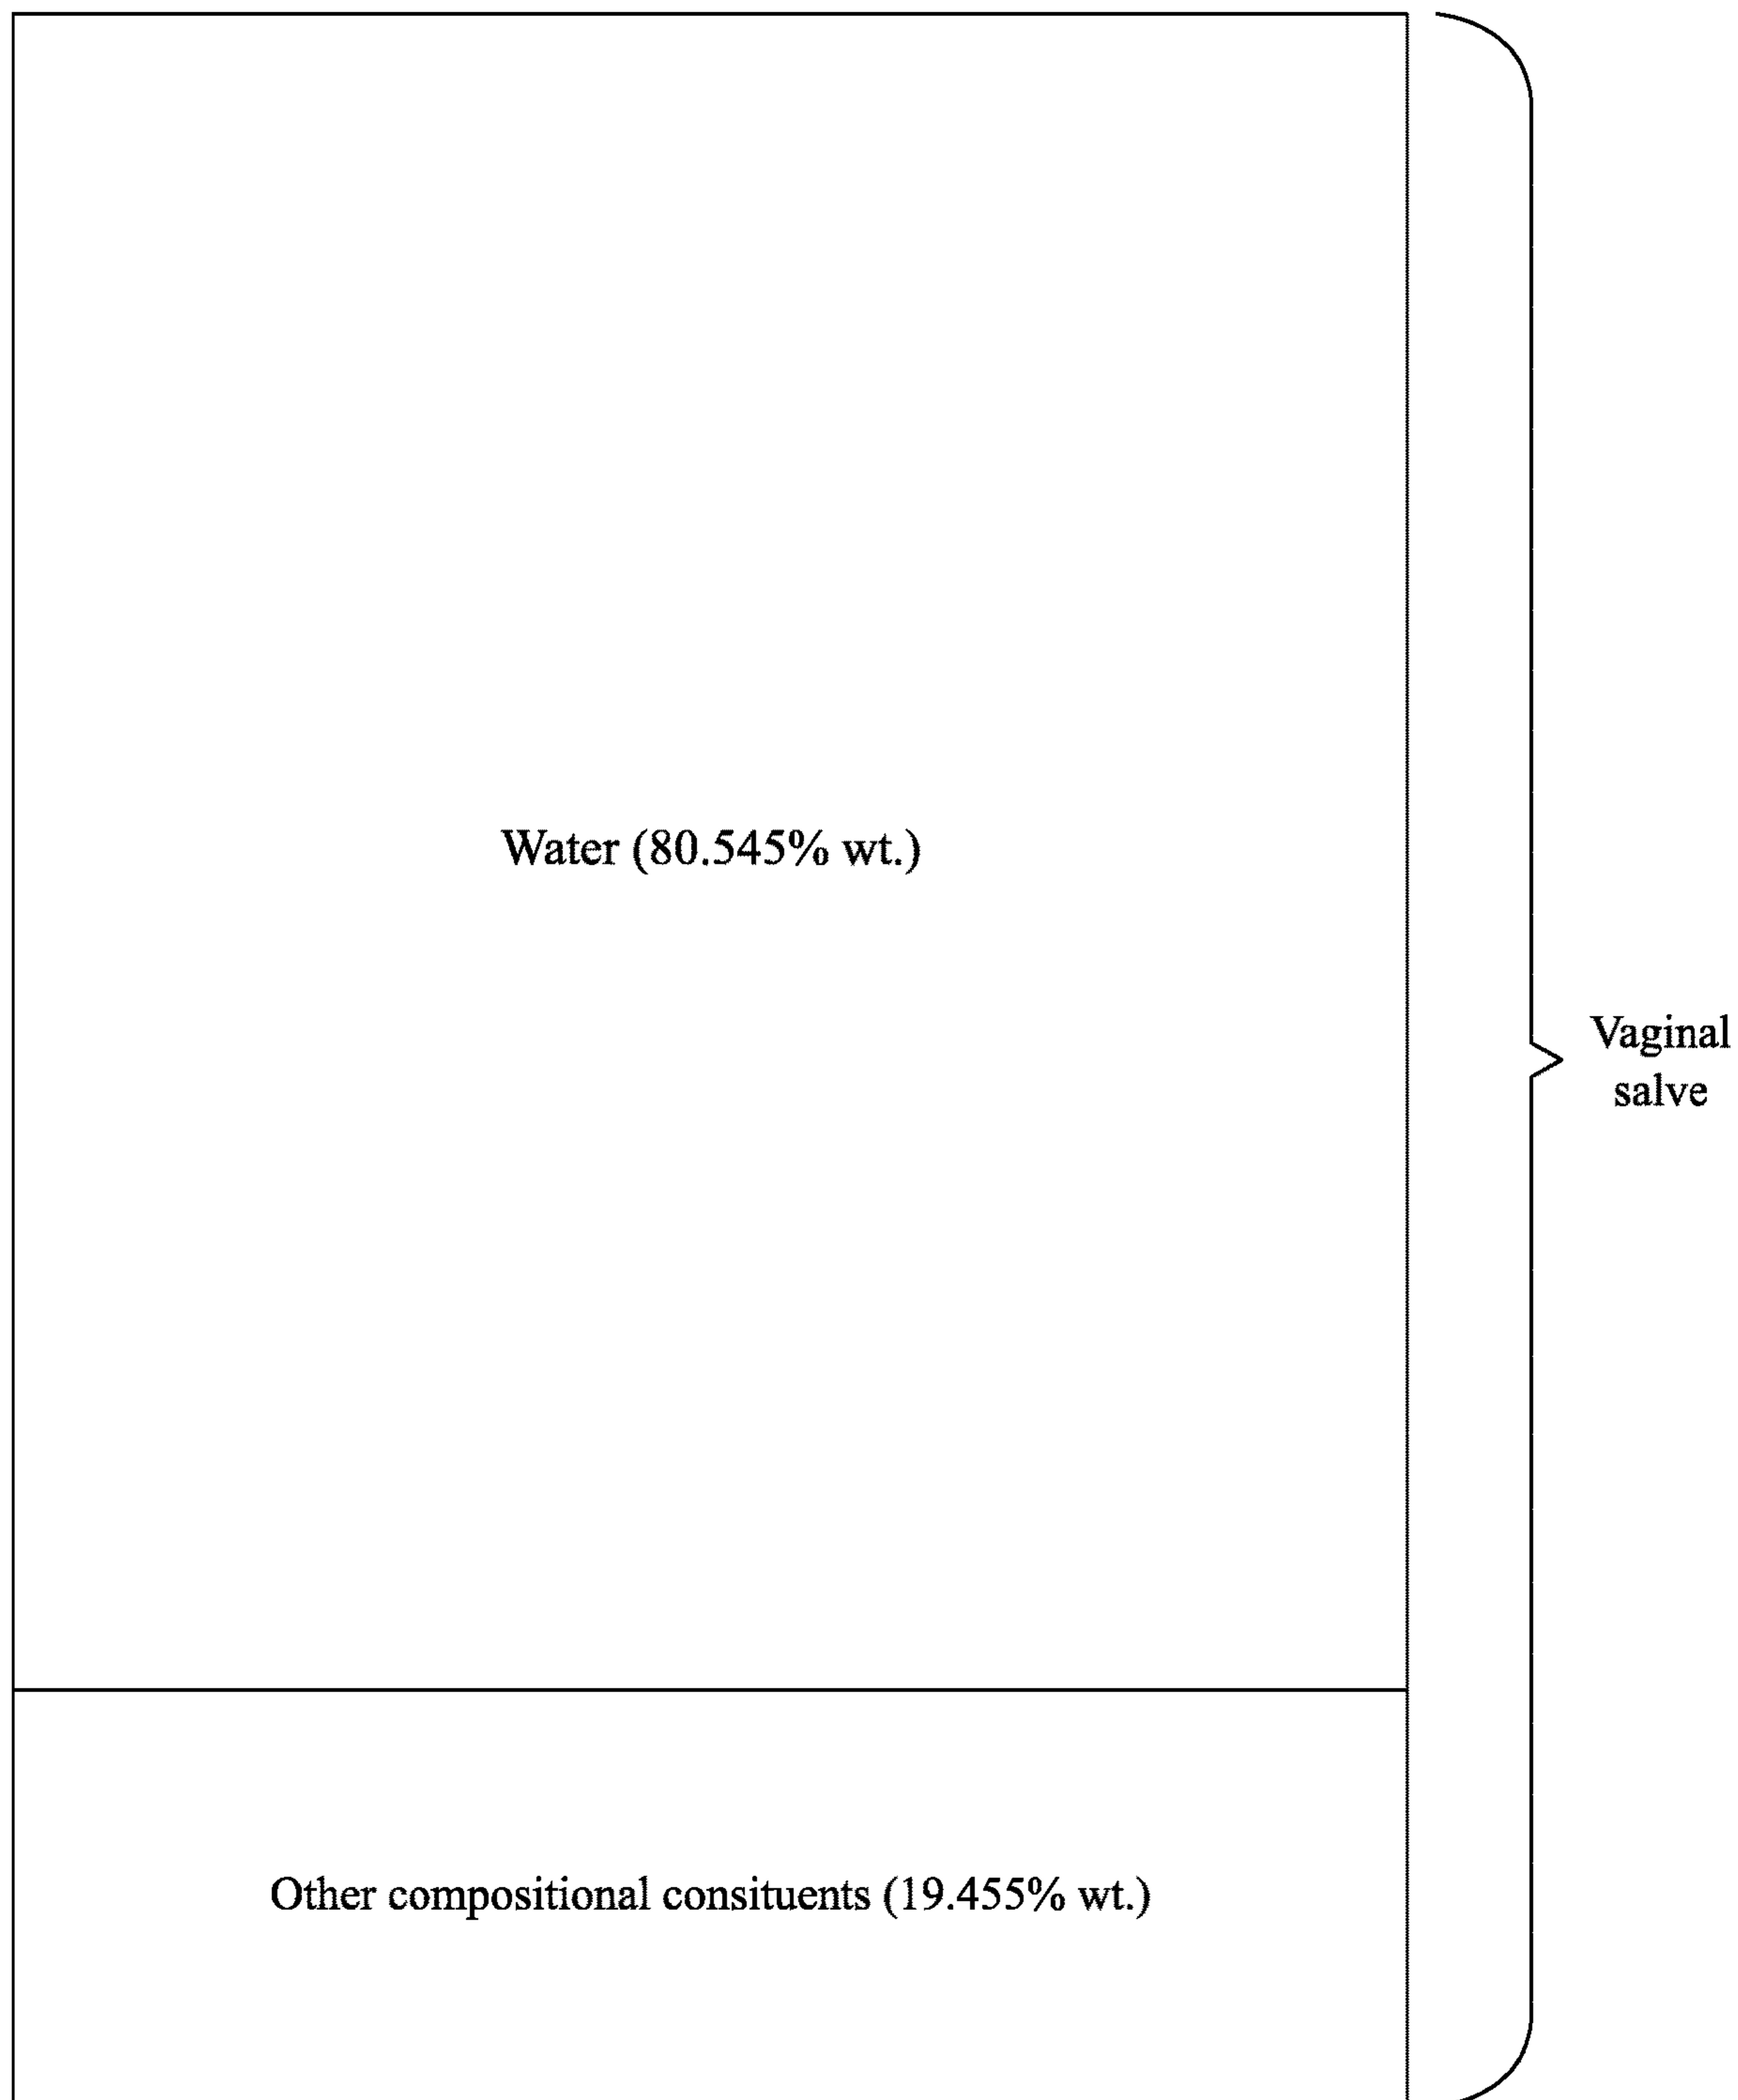 Water (80.545% wt.)
Vaginal
salve
Other compositional consituents (19.455% wt.)